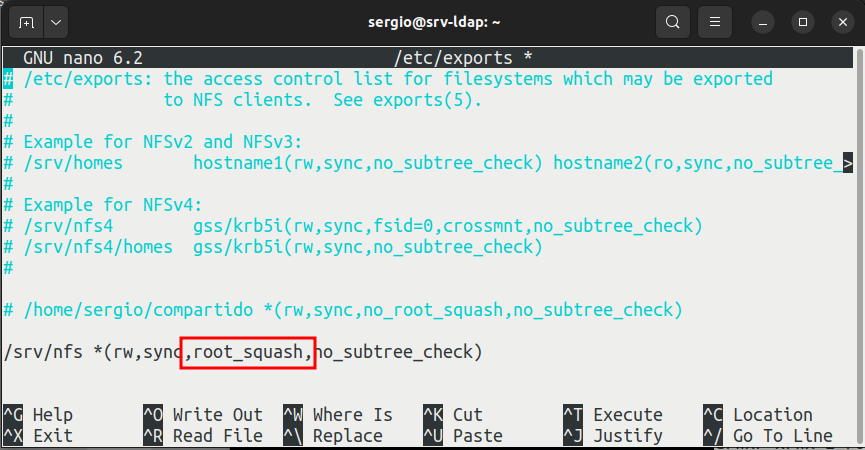 sergio@srv-ldap: ~
GNU nano 6.2 /etc/exports *
# /etc/exports: the access control list for filesystems which may be exported
# to NFS clients. See exports(5).
#
# Example for NFSv2 and NFSv3:
# /srv/homes hostname1(rw,sync,no_subtree_check) hostname2(ro,sync,no_subtree_>
#
# Example for NFSv4:
# /srv/nfs4 gss/krb5i(rw,sync,fsid=0,crossmnt,no_subtree_check)
# /srv/nfs4/homes gss/krb5i(rw,sync,no_subtree_check)
#
# /home/sergio/compartido *(rw,sync,no_root_squash,no_subtree_check)
/srv/nfs *(rw,sync,root_squash,no_subtree_check)
^G Help ^O Write Out ^W Where Is ^K Cut ^T Execute ^C Location
^X Exit ^R Read File ^\ Replace ^U Paste ^J Justify ^/ Go To Line